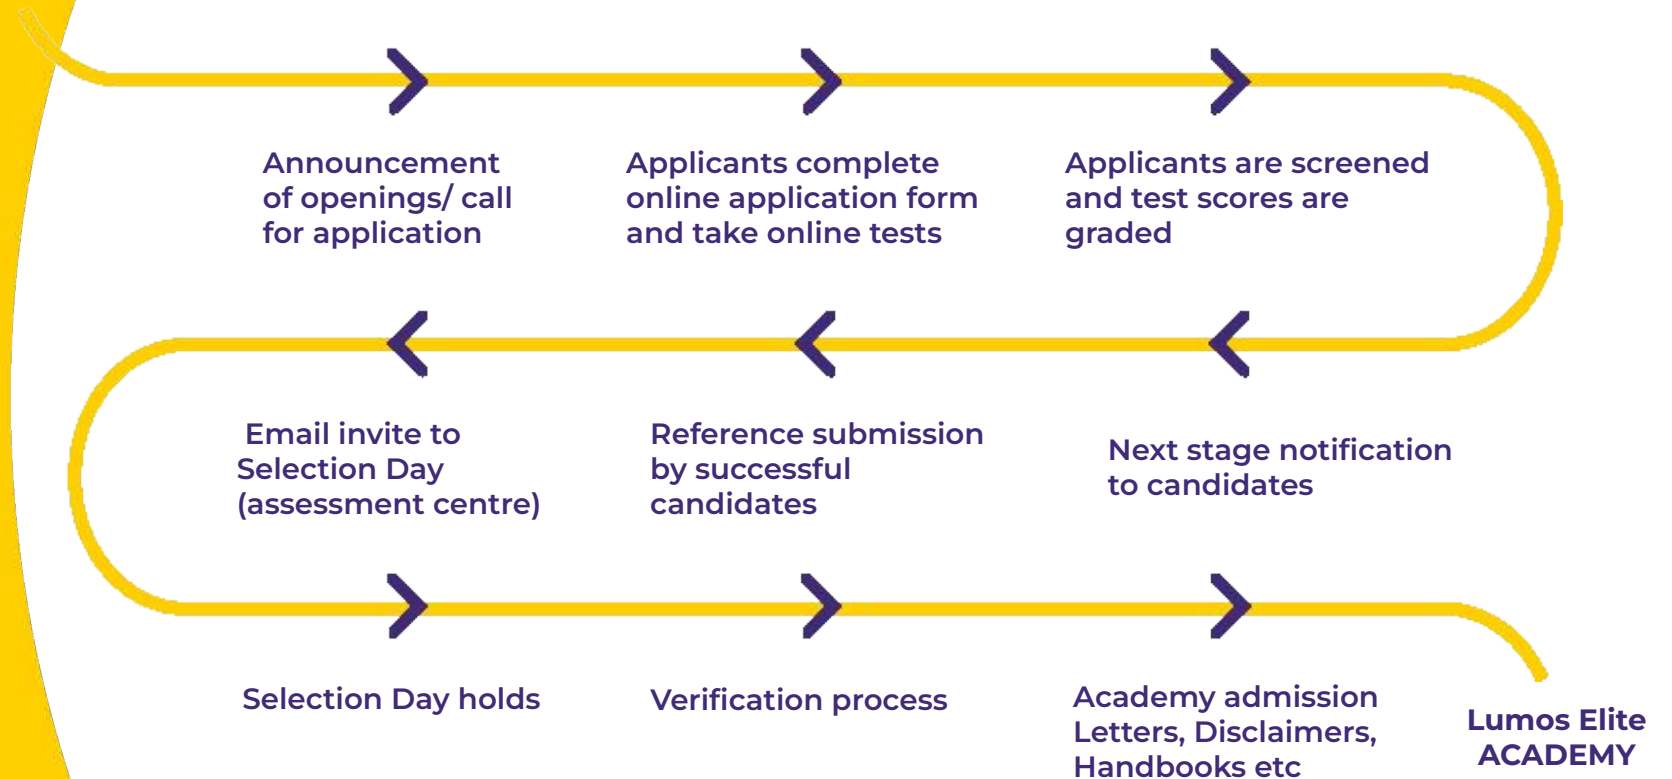 Announcement
of openings/ call
for application
Applicants complete
online application form
and take online tests
Applicants are screened
and test scores are
graded
Next stage notification
to candidates
Reference submission
by successful
candidates
Email invite to
Selection Day
(assessment centre)
Selection Day holds
Verification process
Academy admission
Letters, Disclaimers,
Handbooks etc
Lumos Elite
ACADEMY